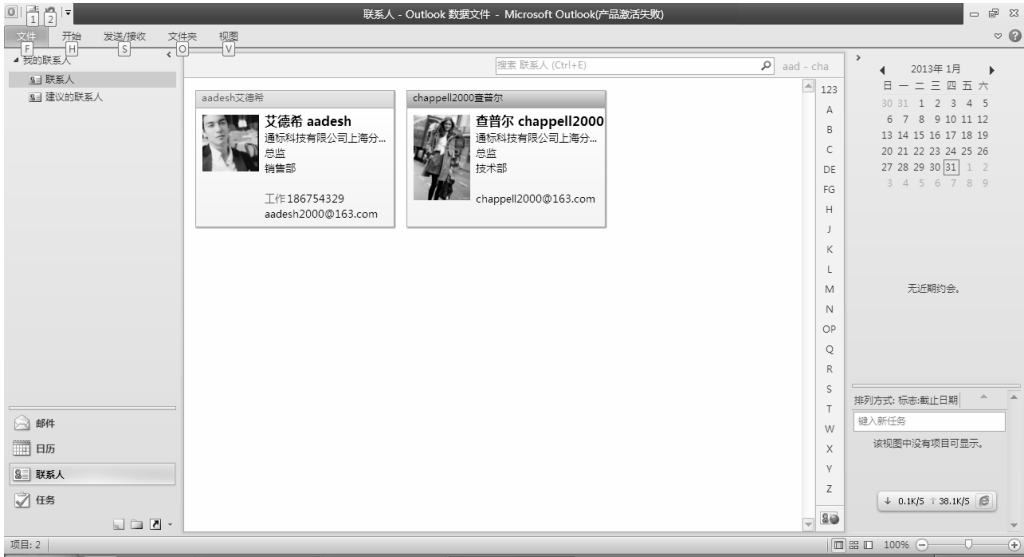 联系人 - Outlook 数据文件 - Microsoft Outlook(产品激活失败)
1 2
文件 开始 发送/接收 文件夹 视图
F H S O V
我的联系人
联系人
建议的联系人
搜索 联系人 (Ctrl+E)
aad - cha
aadesh艾德希
艾德希 aadesh
通标科技有限公司上海分...
总监
销售部
工作 186754329
aadesh2000@163.com
chappell2000查普尔
查普尔 chappell2000
通标科技有限公司上海分...
总监
技术部
chappell2000@163.com
123
A
B
C
DE
FG
H
J
K
L
M
N
OP
Q
R
S
T
W
X
Y
Z
2013年 1月
日 一 二 三 四 五 六
30 31 1 2 3 4 5
6 7 8 9 10 11 12
13 14 15 16 17 18 19
20 21 22 23 24 25 26
27 28 29 30 31 1 2
3 4 5 6 7 8 9
无近期约会。
排列方式: 标志:截止日期
键入新任务
该视图中没有项目可显示。
↓ 0.1K/S ↑ 38.1K/S
邮件
日历
联系人
任务
项目: 2
100%